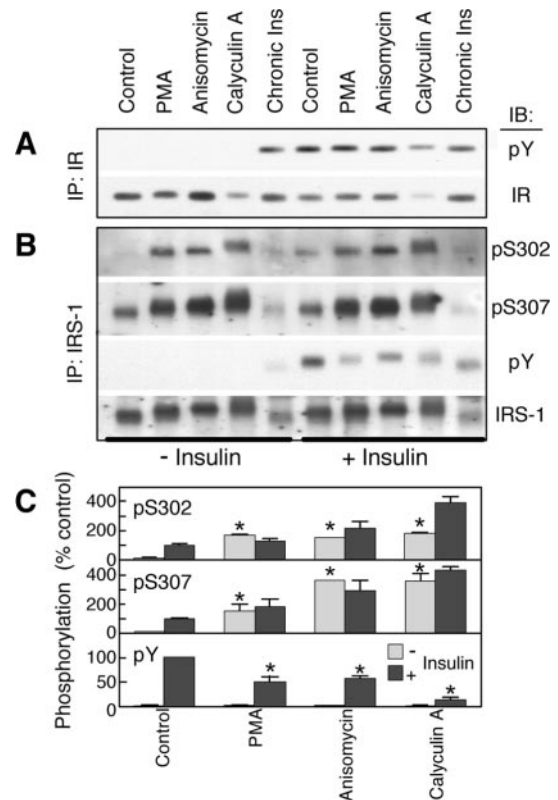 Control PMA Anisomycin Calyculin A Chronic Ins Control PMA Anisomycin Calyculin A Chronic Ins
IB:
A
IP: IR
pY
IR
B
IP: IRS-1
pS302
pS307
pY
IRS-1
- Insulin + Insulin
C
Phosphorylation (% control)
pS302
400
200
0
* * *
pS307
400
200
0
* * *
pY
100
50
0
* * *
- Insulin
+
Control PMA Anisomycin Calyculin A